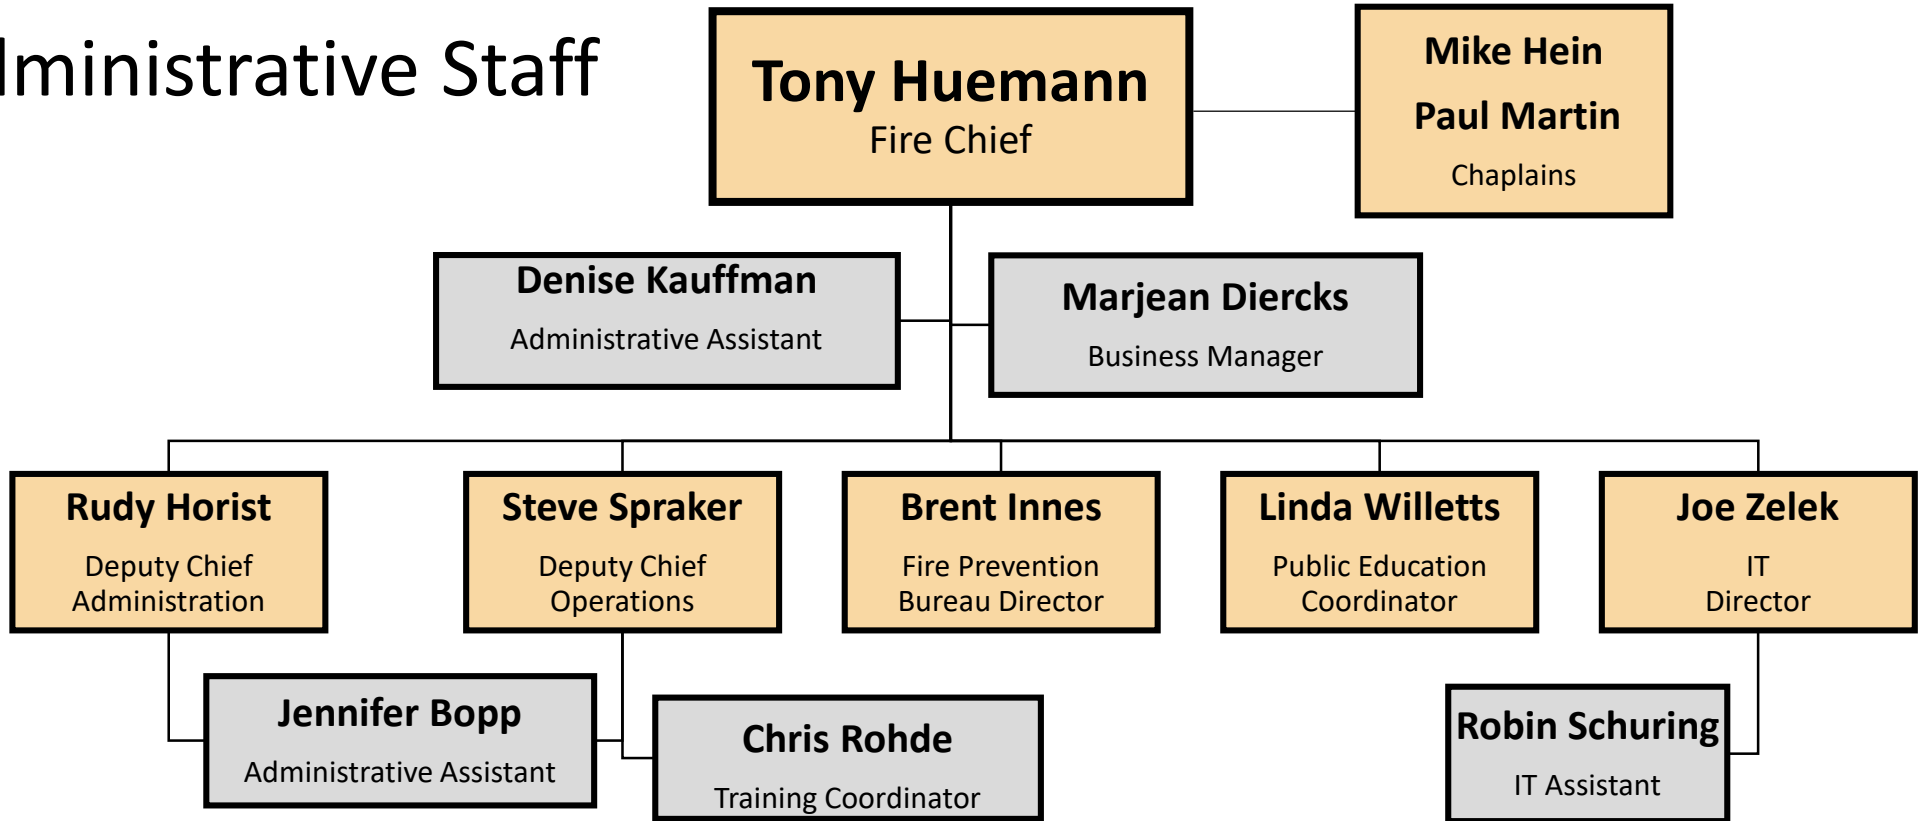 ministrative Staff
Tony Huemann
Fire Chief
Mike Hein
Paul Martin
Chaplains
Denise Kauffman
Administrative Assistant
Marjean Diercks
Business Manager
Rudy Horist
Deputy Chief
Administration
Steve Spraker
Deputy Chief
Operations
Brent Innes
Fire Prevention
Bureau Director
Linda Willetts
Public Education
Coordinator
Joe Zelek
IT
Director
Jennifer Bopp
Administrative Assistant
Chris Rohde
Training Coordinator
Robin Schuring
IT Assistant